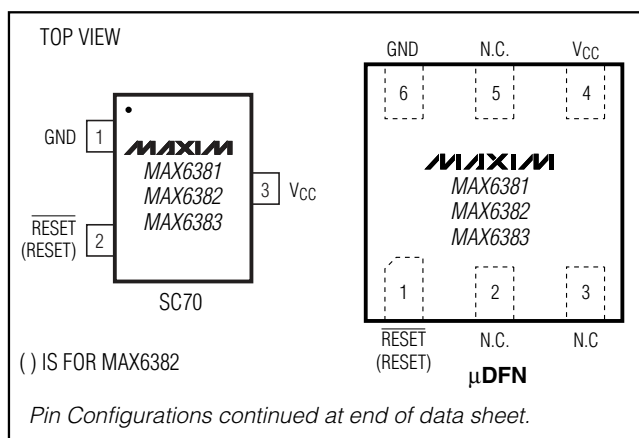 TOP VIEW
GND 1
MAXIM
MAX6381
MAX6382
MAX6383
3 VCC
RESET
(RESET) 2
SC70
( ) IS FOR MAX6382
GND N.C. VCC
6 5 4
MAXIM
MAX6381
MAX6382
MAX6383
1 2 3
RESET
(RESET) N.C. N.C
µDFN
Pin Configurations continued at end of data sheet.